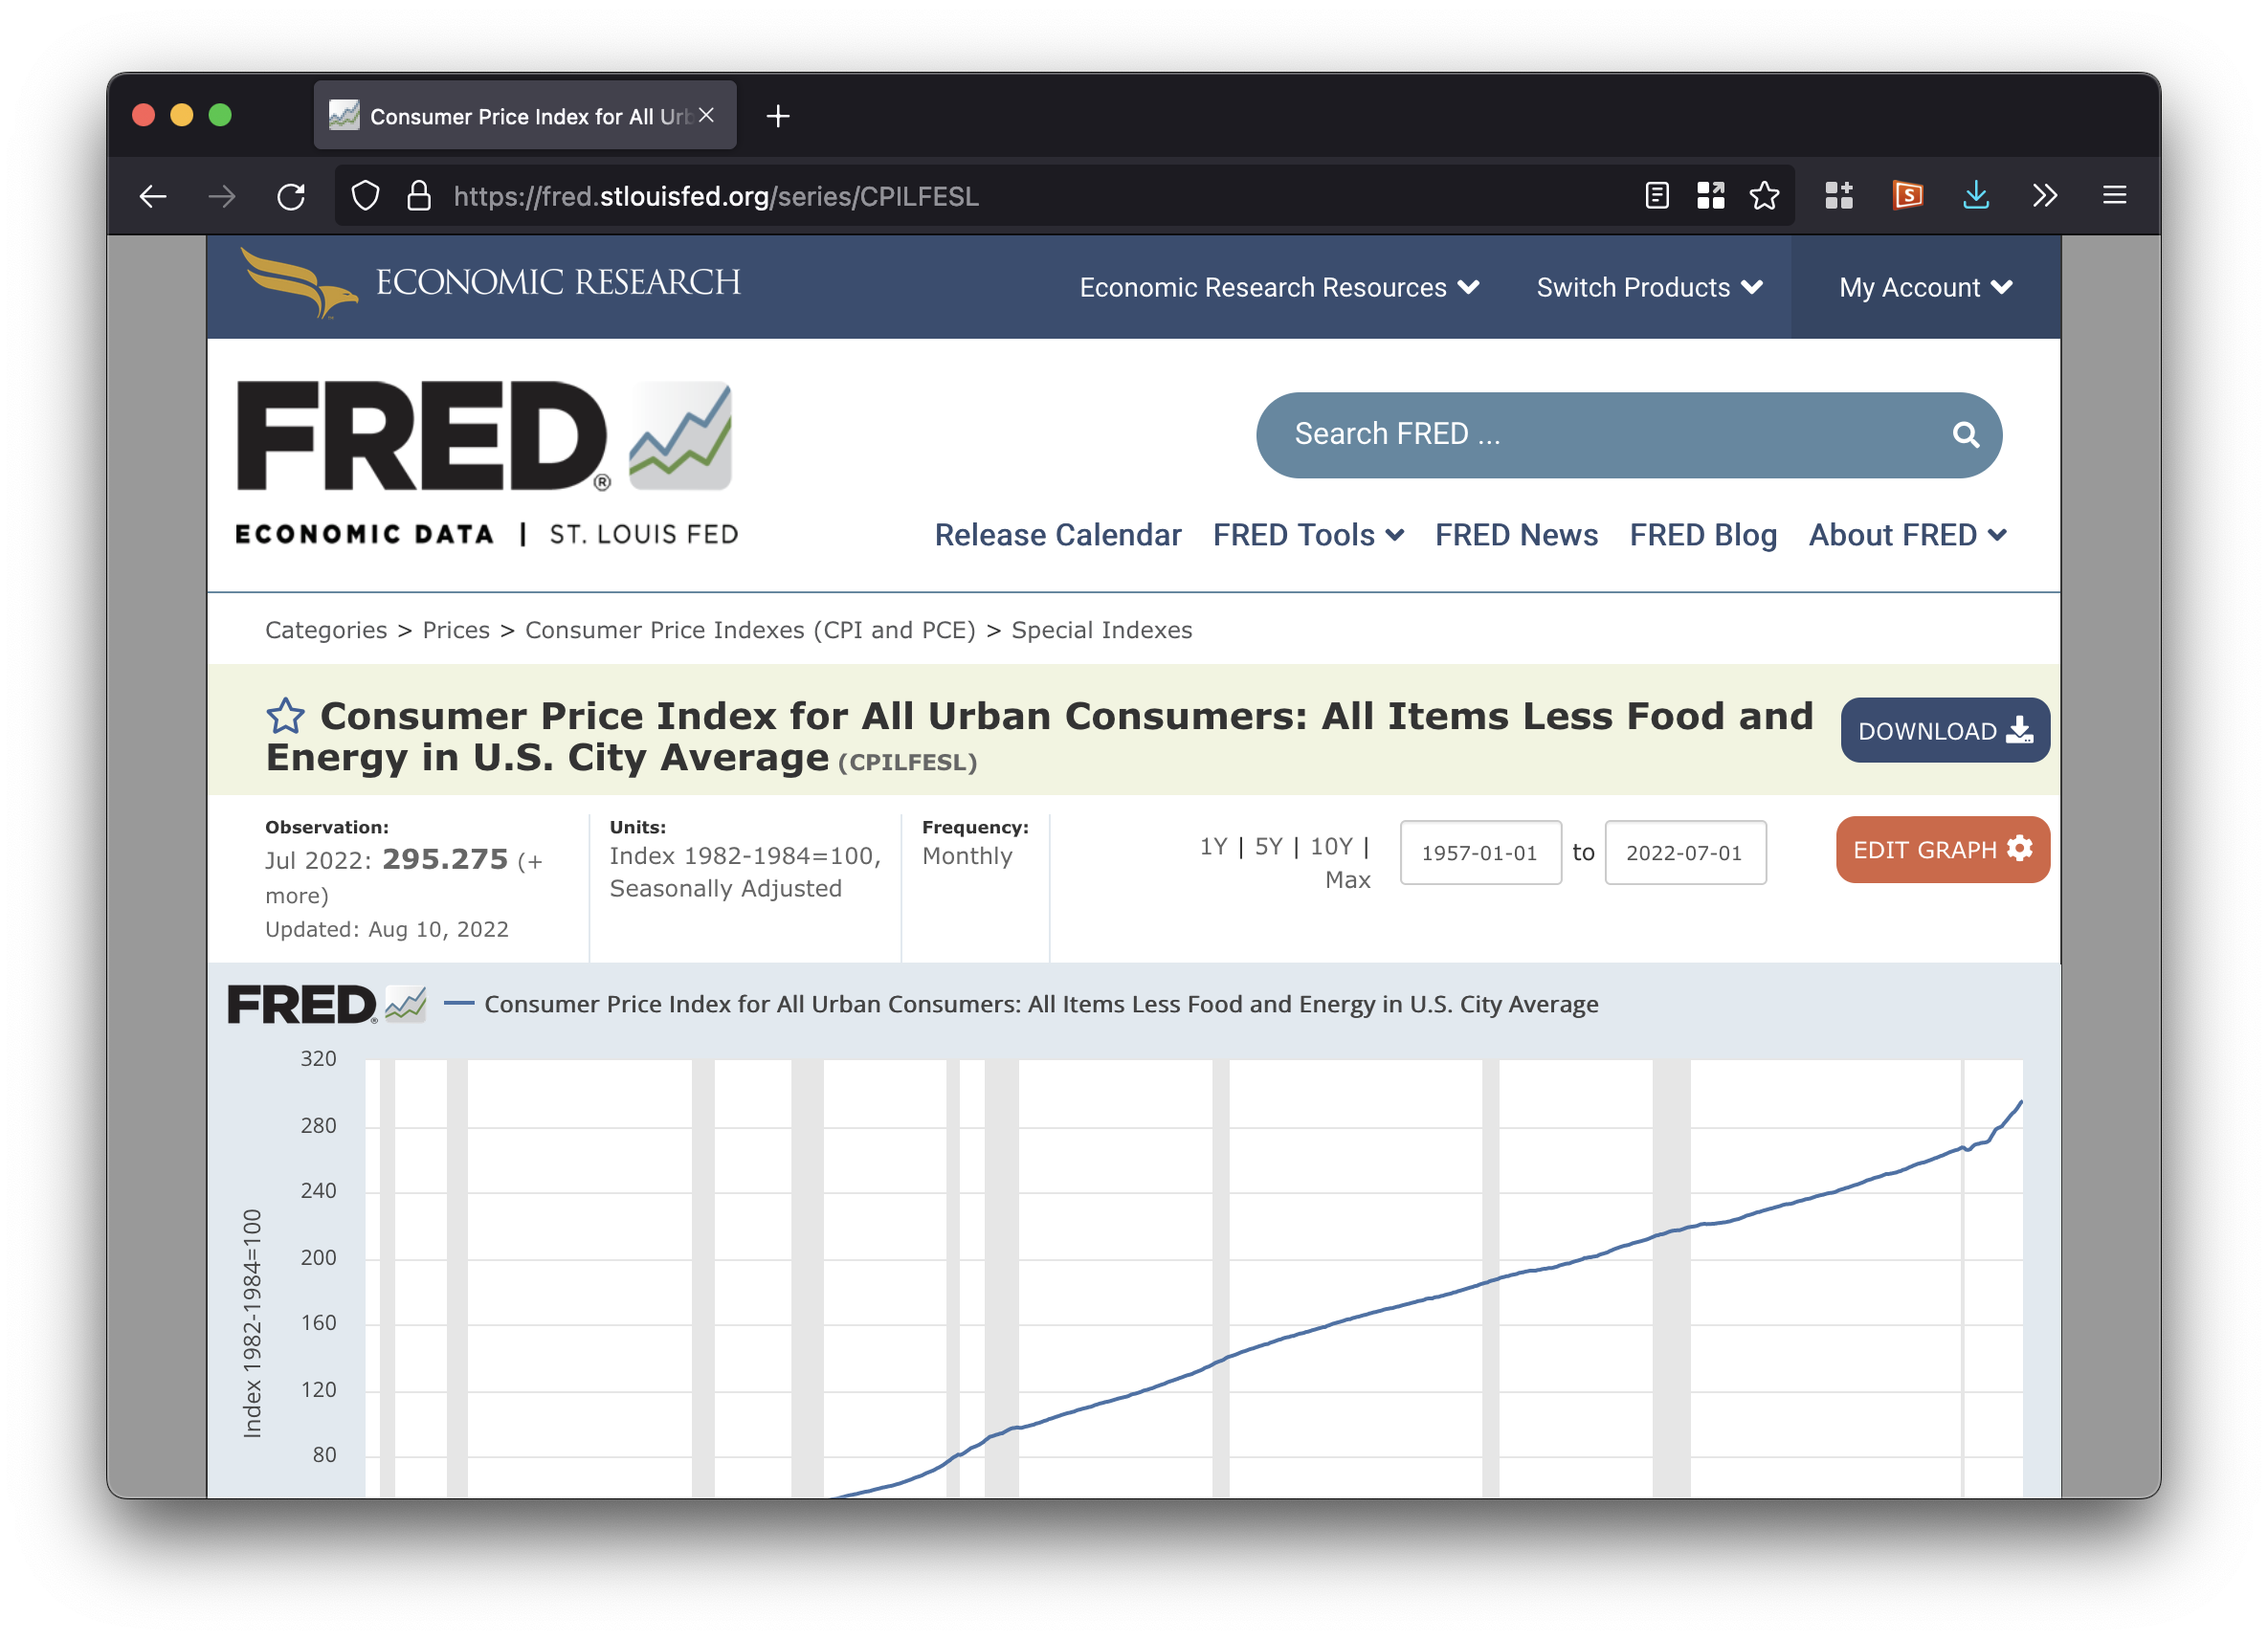 Consumer Price Index for All Urb
https://fred.stlouisfed.org/series/CPILFESL
ECONOMIC RESEARCH
Economic Research Resources
Switch Products
My Account
FRED®
ECONOMIC DATA | ST. LOUIS FED
Search FRED ...
Release Calendar FRED Tools FRED News FRED Blog About FRED
Categories > Prices > Consumer Price Indexes (CPI and PCE) > Special Indexes
Consumer Price Index for All Urban Consumers: All Items Less Food and
Energy in U.S. City Average (CPILFESL)
DOWNLOAD
Observation:
Jul 2022: 295.275 (+
more)
Updated: Aug 10, 2022
Units:
Index 1982-1984=100,
Seasonally Adjusted
Frequency:
Monthly
1Y | 5Y | 10Y |
Max
1957-01-01 to 2022-07-01
EDIT GRAPH
FRED® Consumer Price Index for All Urban Consumers: All Items Less Food and Energy in U.S. City Average
Index 1982-1984=100
320
280
240
200
160
120
80